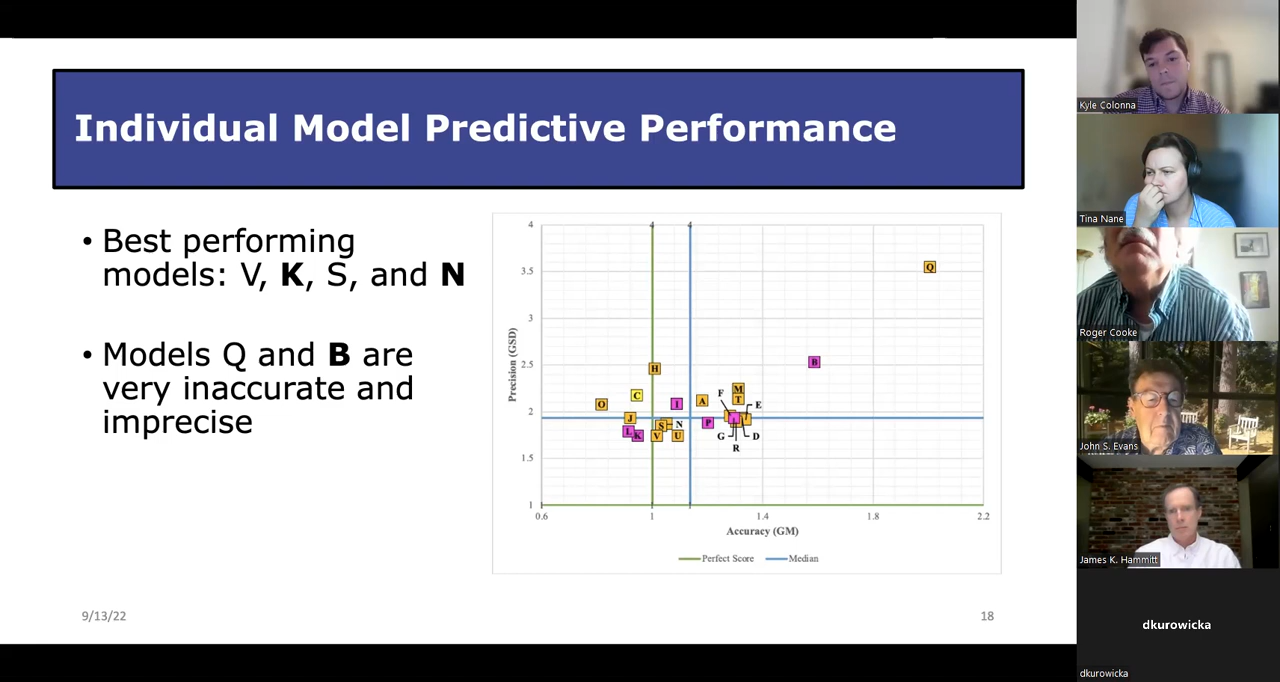 Individual Model Predictive Performance
• Best performing
models: V, K, S, and N
• Models Q and B are
very inaccurate and
imprecise
4
4
4
3.5
3
2.5
2
1.5
1
Precision (GSD)
Q
B
H
M
C
F
T
O
I
A
E
J
P
L
K
S
N
V
U
G
D
R
0.6
1
1.4
1.8
2.2
Accuracy (GM)
Perfect Score
Median
9/13/22
18
Kyle Colonna
Tina Nane
Roger Cooke
John S. Evans
James K. Hammitt
dkurowicka
dkurowicka